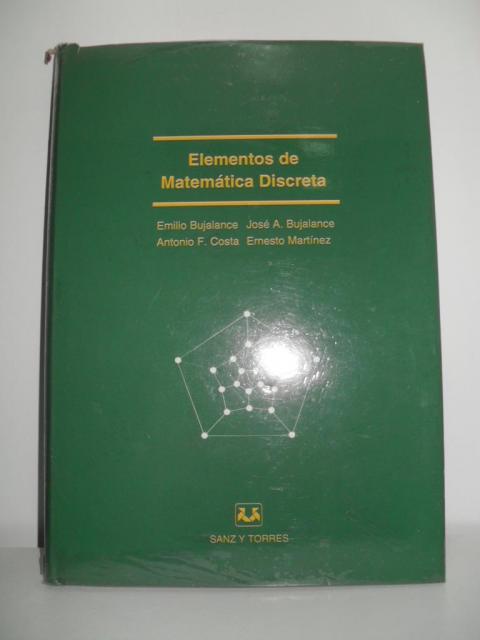 Elementos de
Matemática Discreta
Emilio Bujalance José A. Bujalance
Antonio F. Costa Ernesto Martínez
SANZ Y TORRES